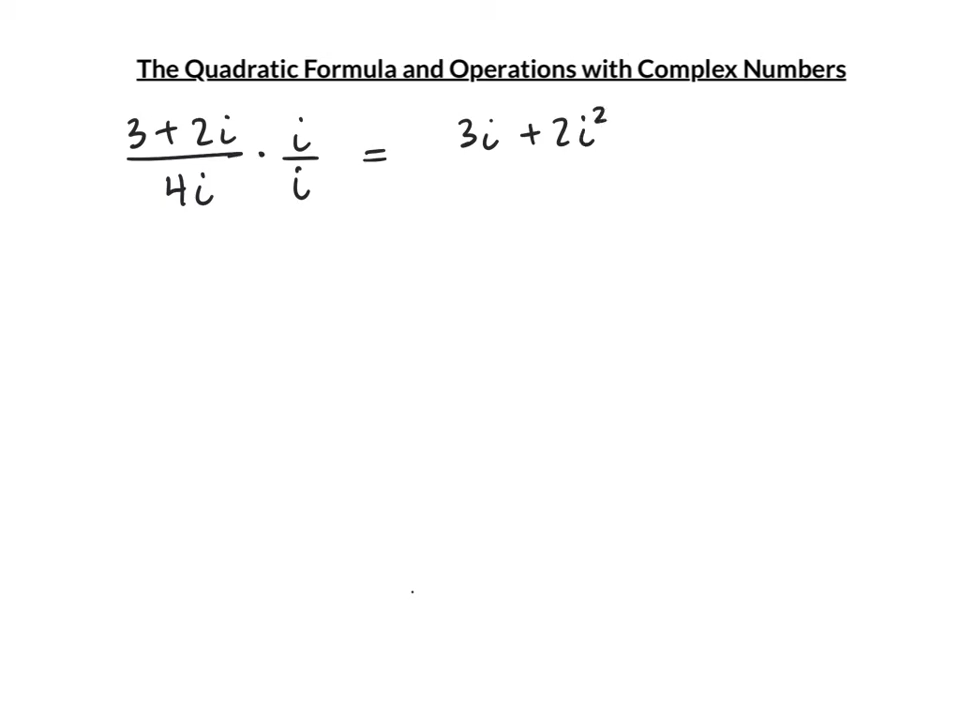 The Quadratic Formula and Operations with Complex Numbers
3 + 2i / 4i · i / i = 3i + 2i²